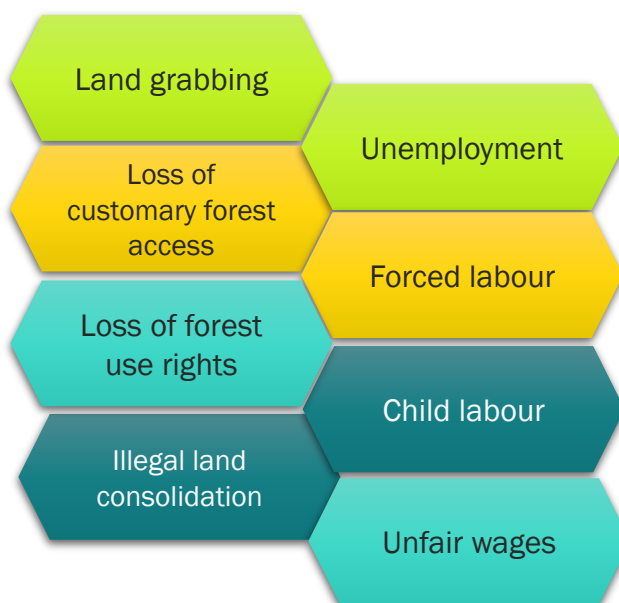 Land grabbing
Unemployment
Loss of
customary forest
access
Forced labour
Loss of forest
use rights
Child labour
Illegal land
consolidation
Unfair wages